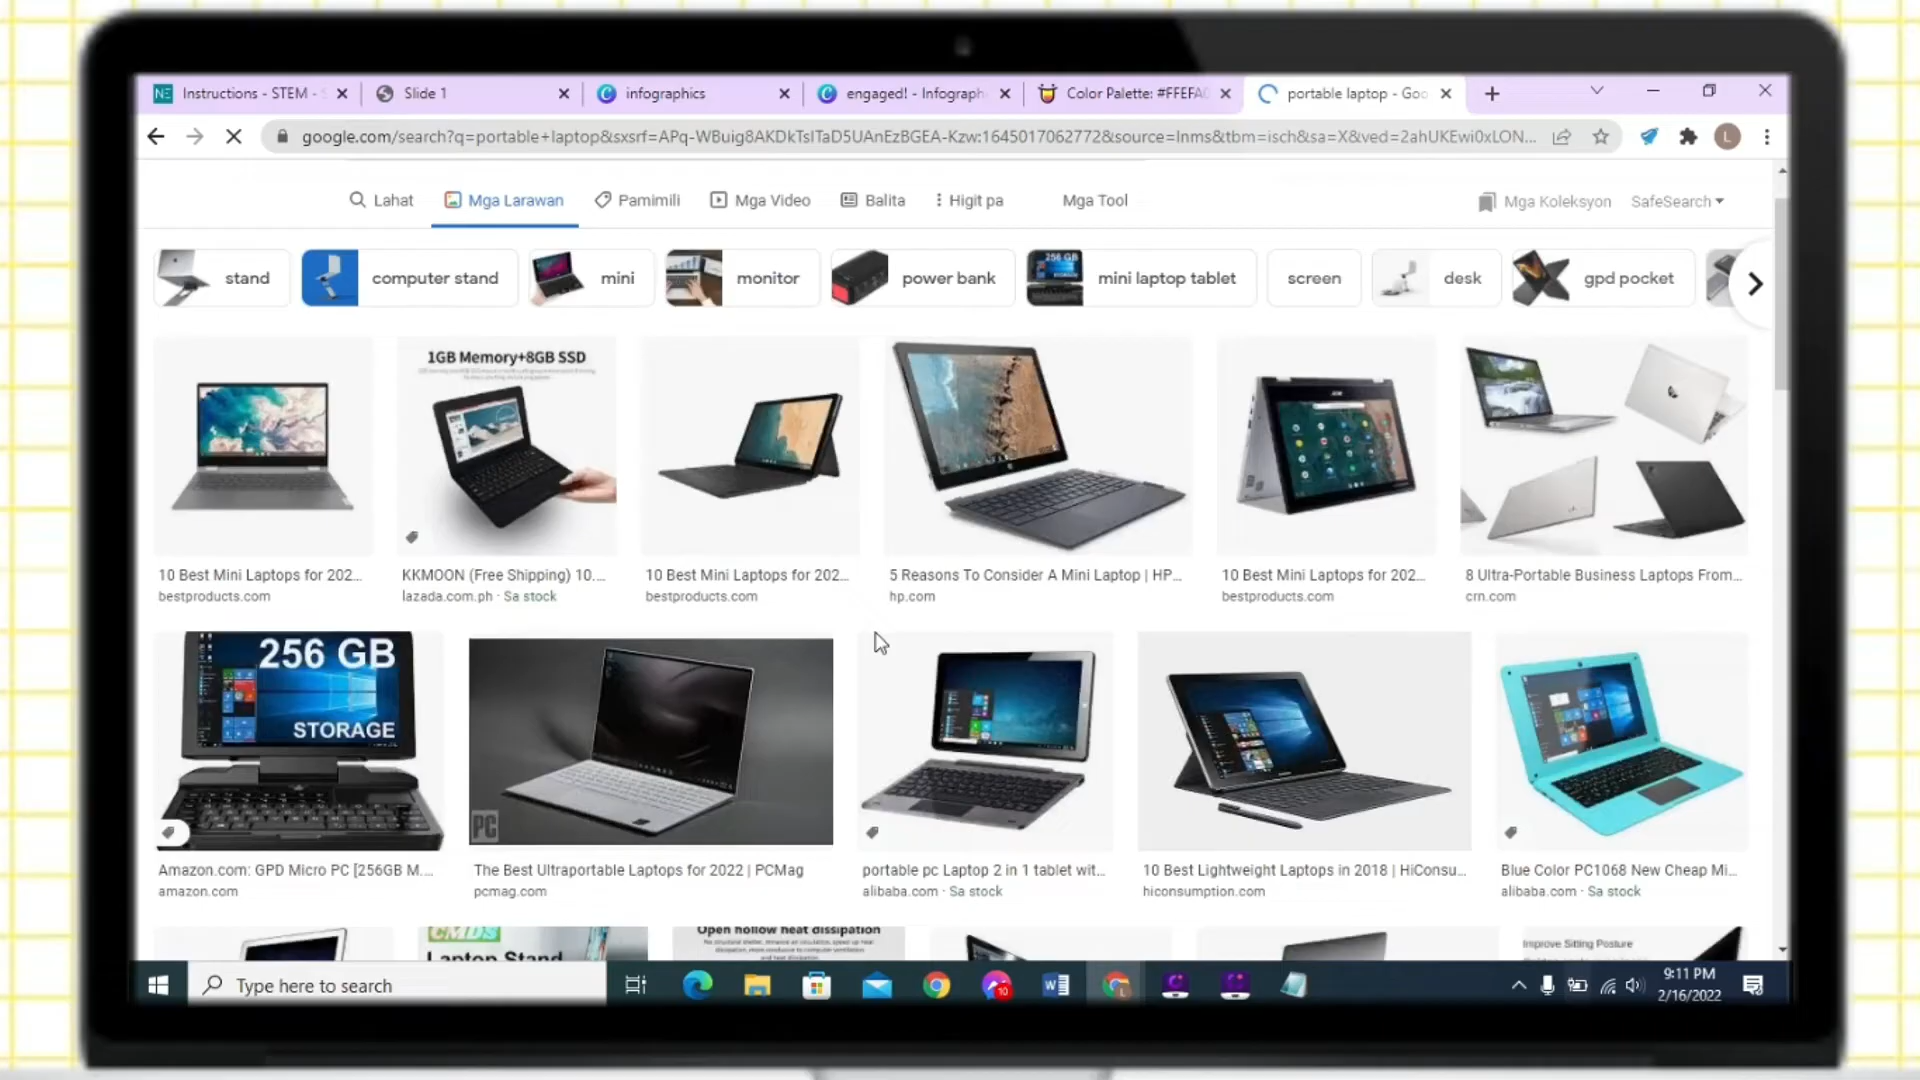 Instructions - STEM - S
Slide 1
infographics
engaged! - Infograph
Color Palette: #FFEFA0
portable laptop - Goo
google.com/search?q=portable+laptop&sxsrf=APq-WBuig8AKDkTsITaD5UAnEzBGEA-Kzw:1645017062772&source=lnms&tbm=isch&sa=X&ved=2ahUKEwi0xLON...
L
Lahat
Mga Larawan
Pamimili
Mga Video
Balita
Higit pa
Mga Tool
Mga Koleksyon
SafeSearch
stand
computer stand
mini
monitor
power bank
256 GB
mini laptop tablet
screen
desk
gpd pocket
1GB Memory+8GB SSD
10 Best Mini Laptops for 202...
bestproducts.com
KKMOON (Free Shipping) 10....
lazada.com.ph · Sa stock
10 Best Mini Laptops for 202...
bestproducts.com
5 Reasons To Consider A Mini Laptop | HP...
hp.com
10 Best Mini Laptops for 202...
bestproducts.com
8 Ultra-Portable Business Laptops From...
crn.com
256 GB
STORAGE
PC
Amazon.com: GPD Micro PC [256GB M....
amazon.com
The Best Ultraportable Laptops for 2022 | PCMag
pcmag.com
portable pc Laptop 2 in 1 tablet wit...
alibaba.com · Sa stock
10 Best Lightweight Laptops in 2018 | HiConsu...
hiconsumption.com
Blue Color PC1068 New Cheap Mi...
alibaba.com · Sa stock
CMDS
Laptop Stand
Open hollow heat dissipation
Improve Sitting Posture
Type here to search
10
9:11 PM
2/16/2022